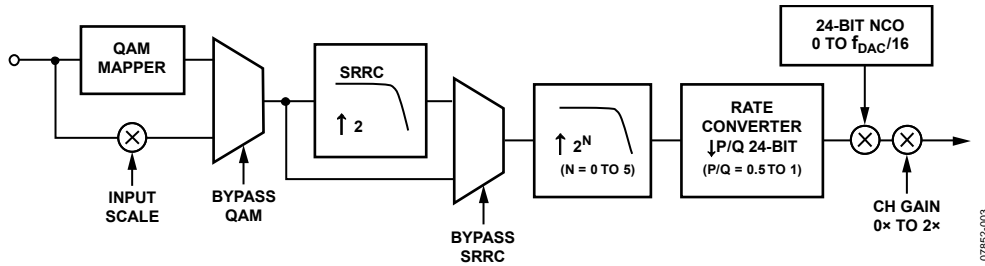 QAM
MAPPER
INPUT
SCALE
BYPASS
QAM
SRRC
↑ 2
BYPASS
SRRC
↑ 2ᴺ
(N = 0 TO 5)
RATE
CONVERTER
↓P/Q 24-BIT
(P/Q = 0.5 TO 1)
24-BIT NCO
0 TO fDAC/16
CH GAIN
0× TO 2×
07852-003